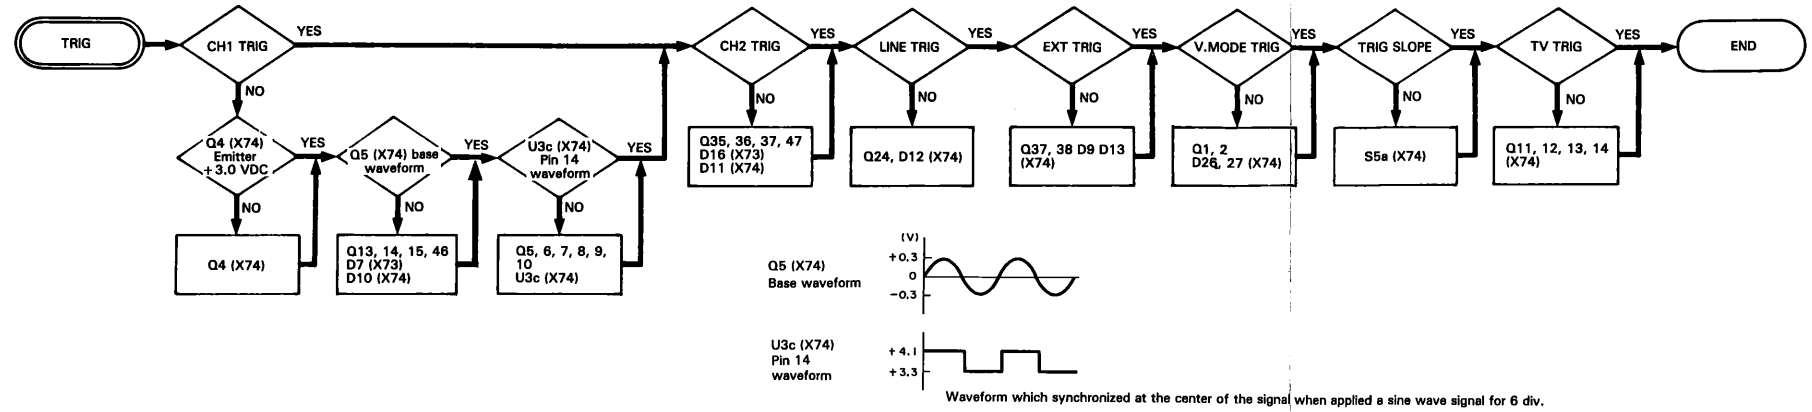 TRIG
CH1 TRIG
YES
NO
Q4 (X74)
Emitter
+3.0 VDC
YES
NO
Q4 (X74)
Q5 (X74) base
waveform
YES
NO
Q13, 14, 15, 46
D7 (X73)
D10 (X74)
U3c (X74)
Pin 14
waveform
YES
NO
Q5, 6, 7, 8, 9,
10
U3c (X74)
CH2 TRIG
YES
NO
Q35, 36, 37, 47
D16 (X73)
D11 (X74)
LINE TRIG
YES
NO
Q24, D12 (X74)
EXT TRIG
YES
NO
Q37, 38 D9 D13
(X74)
V.MODE TRIG
YES
NO
Q1, 2
D26, 27 (X74)
TRIG SLOPE
YES
NO
S5a (X74)
TV TRIG
YES
NO
Q11, 12, 13, 14
(X74)
END
Q5 (X74)
Base waveform
(V)
+0.3
0
-0.3
U3c (X74)
Pin 14
waveform
+4.1
+3.3
Waveform which synchronized at the center of the signal when applied a sine wave signal for 6 div.